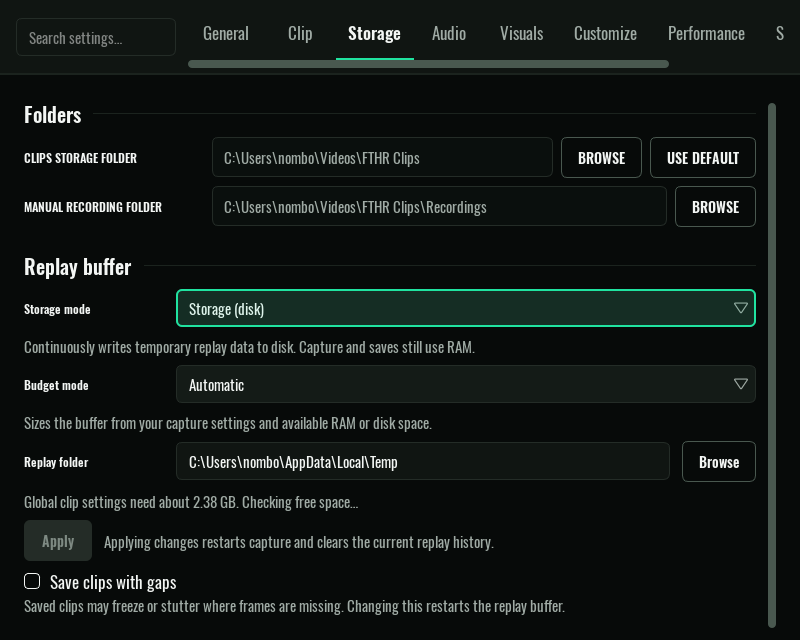 Search settings...
General
Clip
Storage
Audio
Visuals
Customize
Performance
S
Folders
CLIPS STORAGE FOLDER
C:\Users\nombo\Videos\FTHR Clips
BROWSE
USE DEFAULT
MANUAL RECORDING FOLDER
C:\Users\nombo\Videos\FTHR Clips\Recordings
BROWSE
Replay buffer
Storage mode
Storage (disk)
Continuously writes temporary replay data to disk. Capture and saves still use RAM.
Budget mode
Automatic
Sizes the buffer from your capture settings and available RAM or disk space.
Replay folder
C:\Users\nombo\AppData\Local\Temp
Browse
Global clip settings need about 2.38 GB. Checking free space...
Apply
Applying changes restarts capture and clears the current replay history.
Save clips with gaps
Saved clips may freeze or stutter where frames are missing. Changing this restarts the replay buffer.